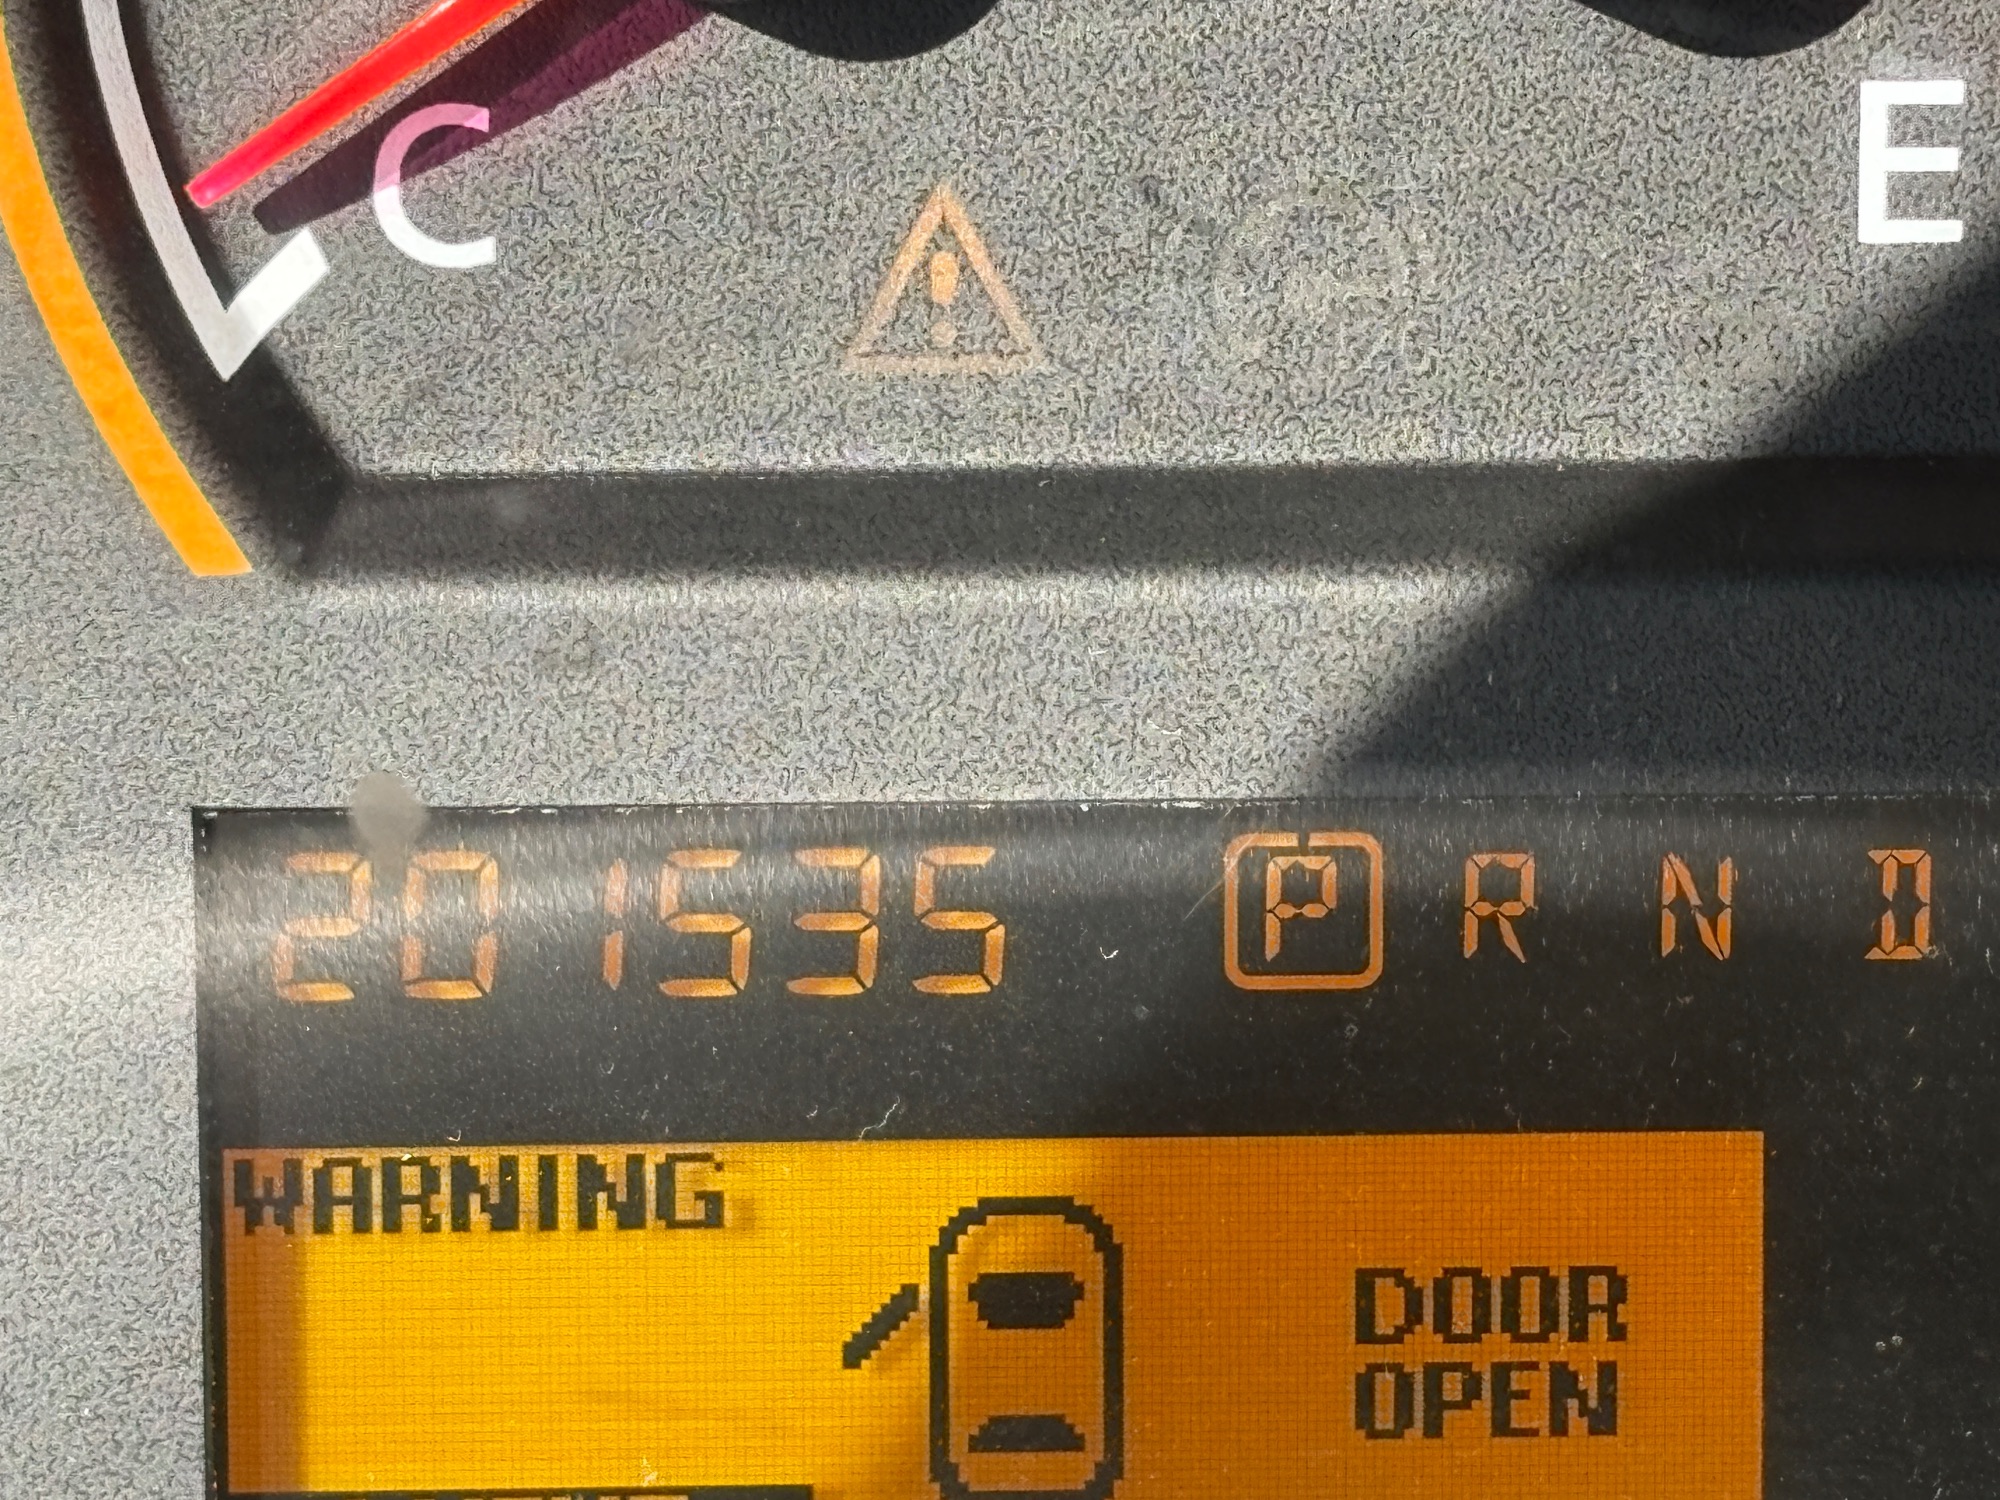 C
E
201535 P R N D
WARNING
DOOR
OPEN